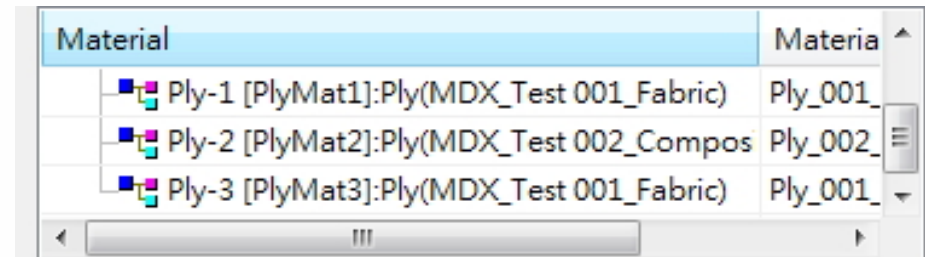 Material Materia
Ply-1 [PlyMat1]:Ply(MDX_Test 001_Fabric) Ply_001_
Ply-2 [PlyMat2]:Ply(MDX_Test 002_Compos Ply_002_
Ply-3 [PlyMat3]:Ply(MDX_Test 001_Fabric) Ply_001_